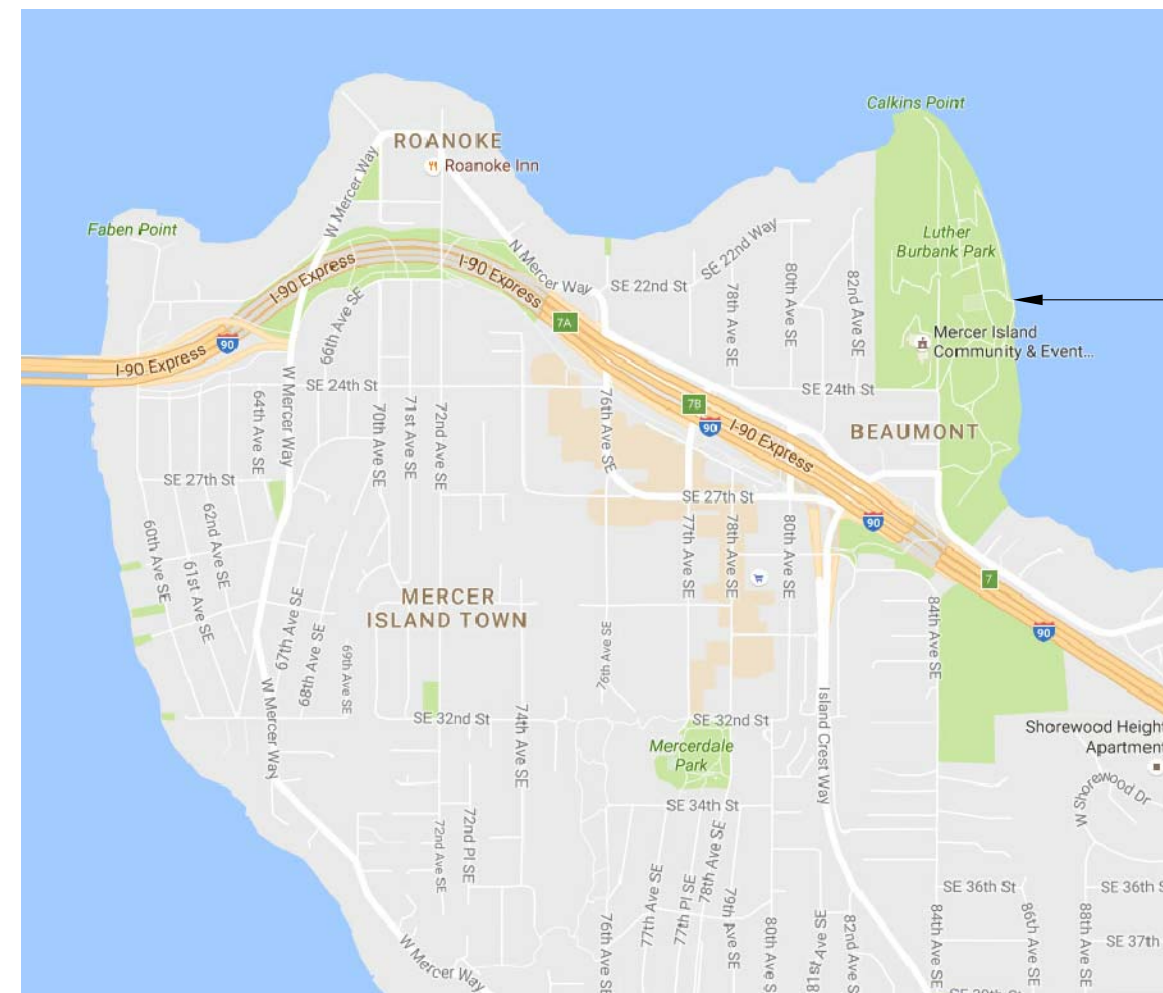 Calkins Point
ROANOKE
Roanoke Inn
W Mercer Way
Faben Point
Luther
Burbank Park
N Mercer Way
SE 22nd Way
I-90 Express
I-90 Express
SE 22nd St
78th Ave SE
80th Ave SE
82nd Ave SE
7A
66th Ave SE
90
I-90 Express
Mercer Island
Community & Event...
SE 24th St
SE 24th St
64th Ave SE
W Mercer Way
70th Ave SE
71st Ave SE
72nd Ave SE
76th Ave SE
7B
90
I-90 Express
BEAUMONT
SE 27th St
SE 27th St
60th Ave SE
62nd Ave SE
61st Ave SE
77th Ave SE
78th Ave SE
80th Ave SE
90
7
MERCER
ISLAND TOWN
67th Ave SE
68th Ave SE
69th Ave SE
76th Ave SE
84th Ave SE
90
W Mercer Way
SE 32nd St
74th Ave SE
SE 32nd St
Island Crest Way
Mercerdale
Park
Shorewood Height
Apartment
W Shorewood Dr
SE 34th St
72nd Ave SE
72nd Pl SE
77th Ave SE
77th Pl SE
78th Ave SE
79th Ave SE
SE 36th St
SE 36th S
76th Ave SE
80th Ave S
81st Ave SE
82nd Ave
84th Ave SE
86th Ave SE
88th Ave SE
SE 37th
W Mercer Way